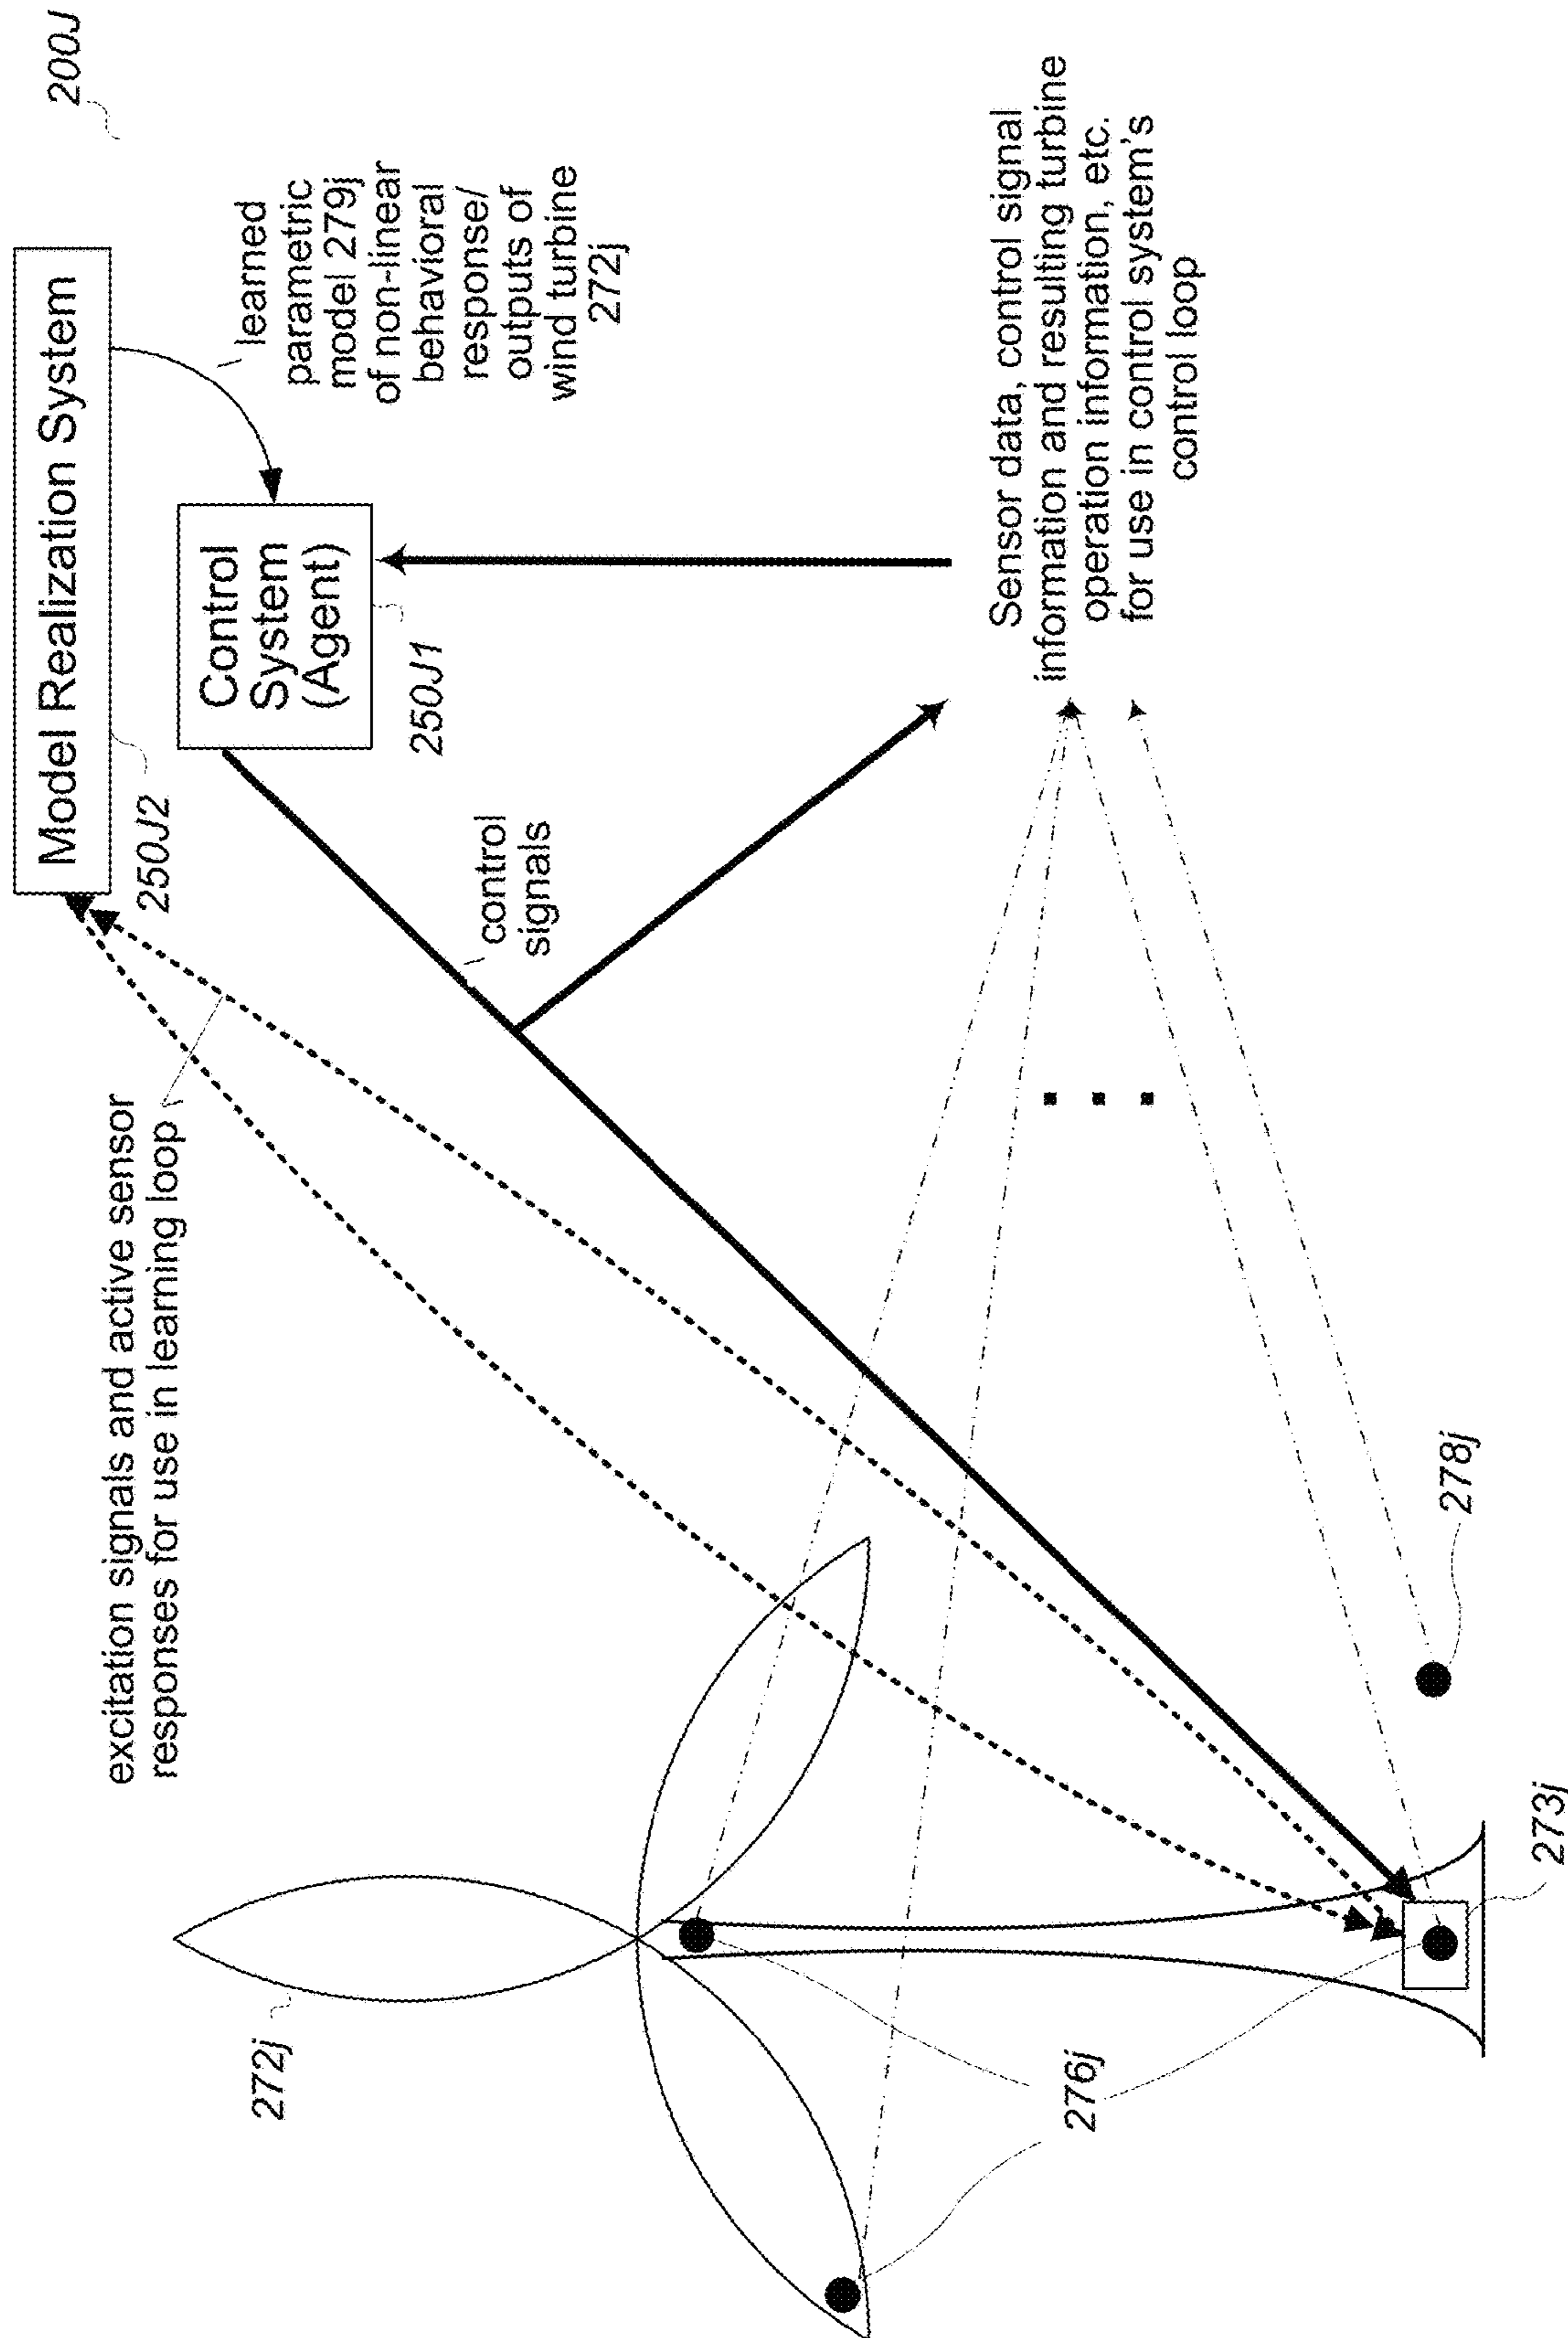 200J
Model Realization System
250J2
Control
System
(Agent)
250J1
learned
parametric
model 279j
of non-linear
behavioral
response/
outputs of
wind turbine
272j
excitation signals and active sensor
responses for use in learning loop
control
signals
Sensor data, control signal
information and resulting turbine
operation information, etc.
for use in control system's
control loop
272j
276j
278j
273j